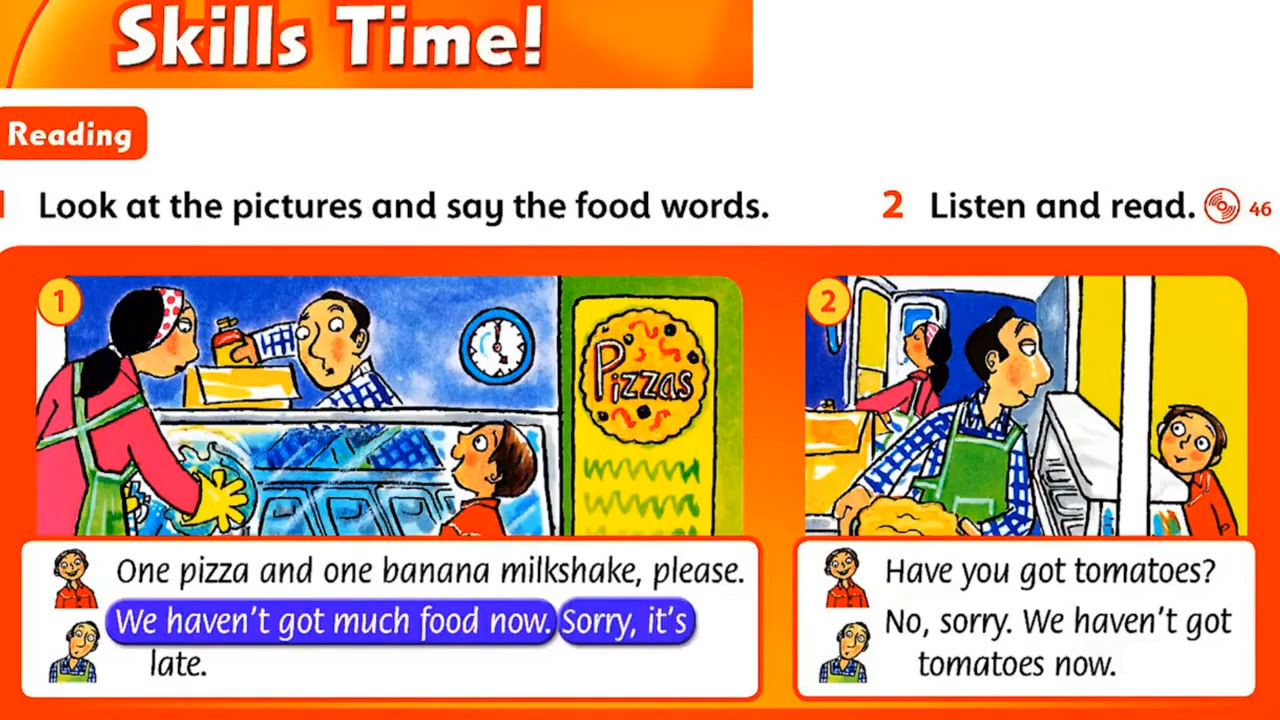 Skills Time!
Reading
1 Look at the pictures and say the food words.
2 Listen and read. 46
1
Pizzas
One pizza and one banana milkshake, please.
We haven't got much food now. Sorry, it's
late.
2
Have you got tomatoes?
No, sorry. We haven't got
tomatoes now.